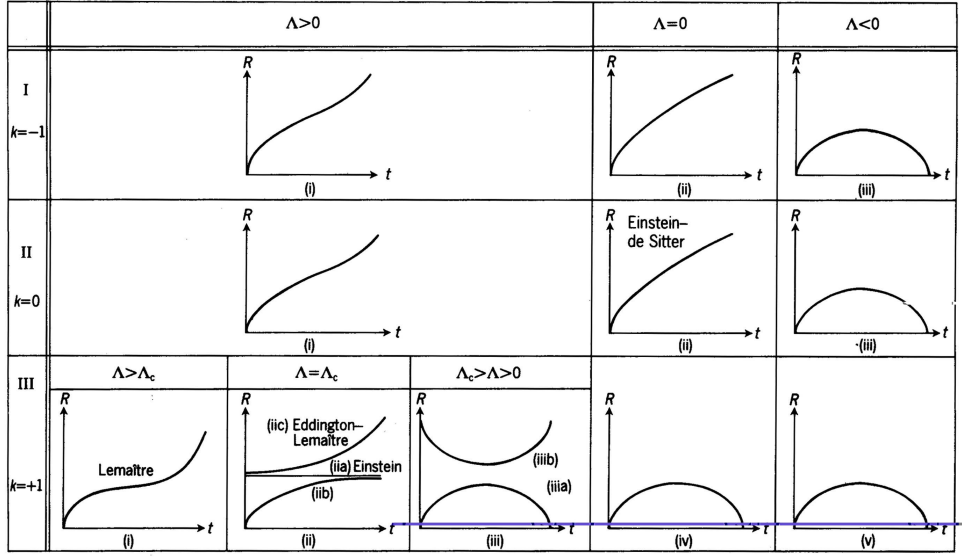 Λ>0
Λ=0
Λ<0
I
k=−1
R
t
(i)
R
t
(ii)
R
t
(iii)
II
k=0
R
t
(i)
R
Einstein–
de Sitter
t
(ii)
R
t
(iii)
III
k=+1
Λ>Λc
Λ=Λc
Λc>Λ>0
R
Lemaître
t
(i)
R
(iic) Eddington–
Lemaître
(iia) Einstein
(iib)
t
(ii)
R
(iiib)
(iiia)
t
(iii)
R
t
(iv)
R
t
(v)